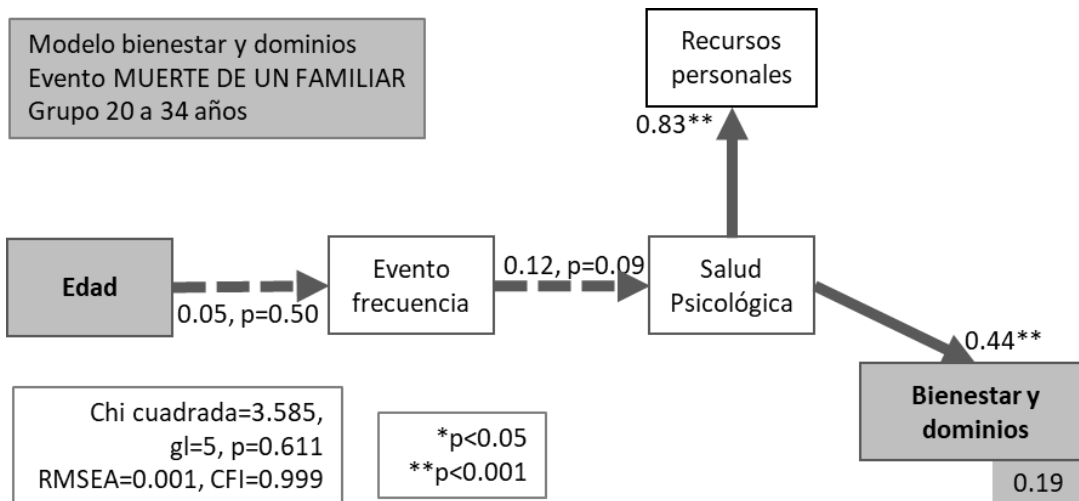 Modelo bienestar y dominios
Evento MUERTE DE UN FAMILIAR
Grupo 20 a 34 años
Recursos
personales
0.83**
Edad
0.05, p=0.50
Evento
frecuencia
0.12, p=0.09
Salud
Psicológica
0.44**
Bienestar y
dominios
0.19
Chi cuadrada=3.585,
gl=5, p=0.611
RMSEA=0.001, CFI=0.999
*p<0.05
**p<0.001